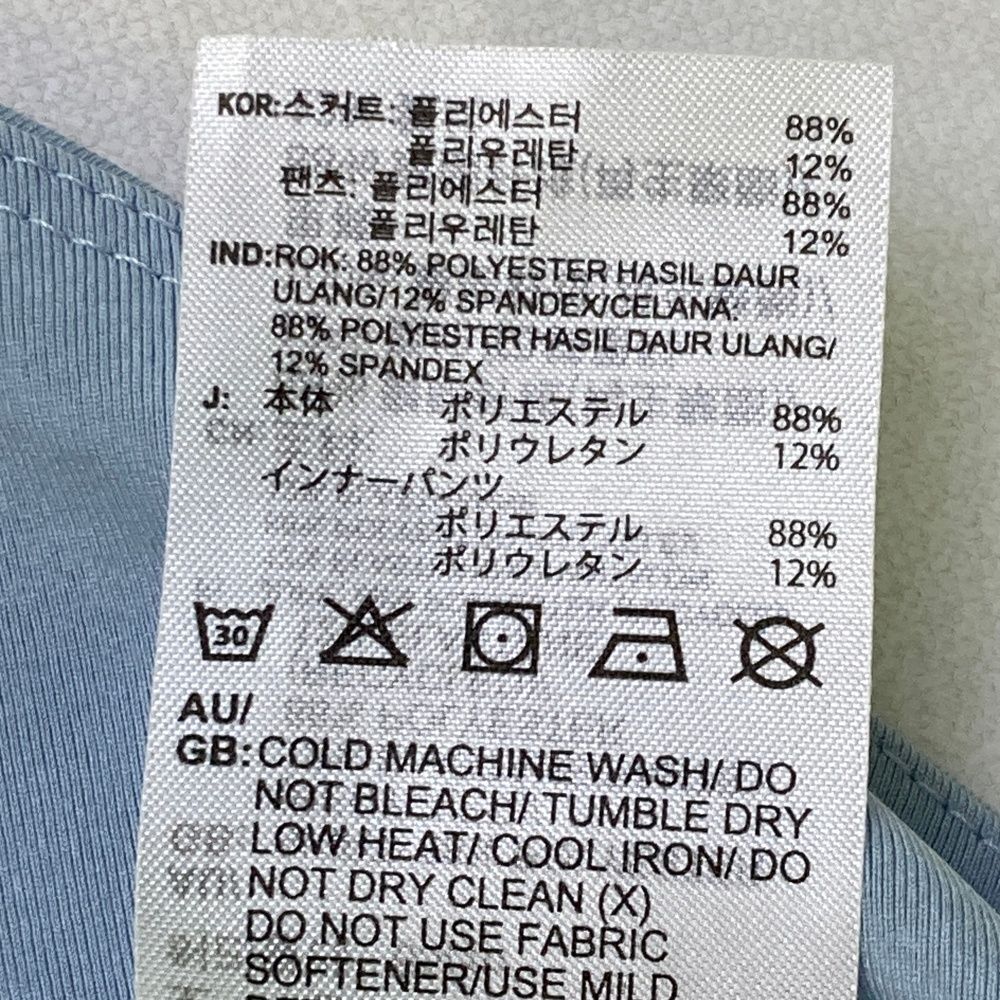 KOR:스커트: 폴리에스터 88%
폴리우레탄 12%
팬츠: 폴리에스터 88%
폴리우레탄 12%
IND:ROK: 88% POLYESTER HASIL DAUR
ULANG/12% SPANDEX/CELANA:
88% POLYESTER HASIL DAUR ULANG/
12% SPANDEX
J: 本体 ポリエステル 88%
ポリウレタン 12%
インナーパンツ
ポリエステル 88%
ポリウレタン 12%
30
AU/
GB: COLD MACHINE WASH/ DO
NOT BLEACH/ TUMBLE DRY
LOW HEAT/ COOL IRON/ DO
NOT DRY CLEAN (X)
DO NOT USE FABRIC
SOFTENER/USE MILD